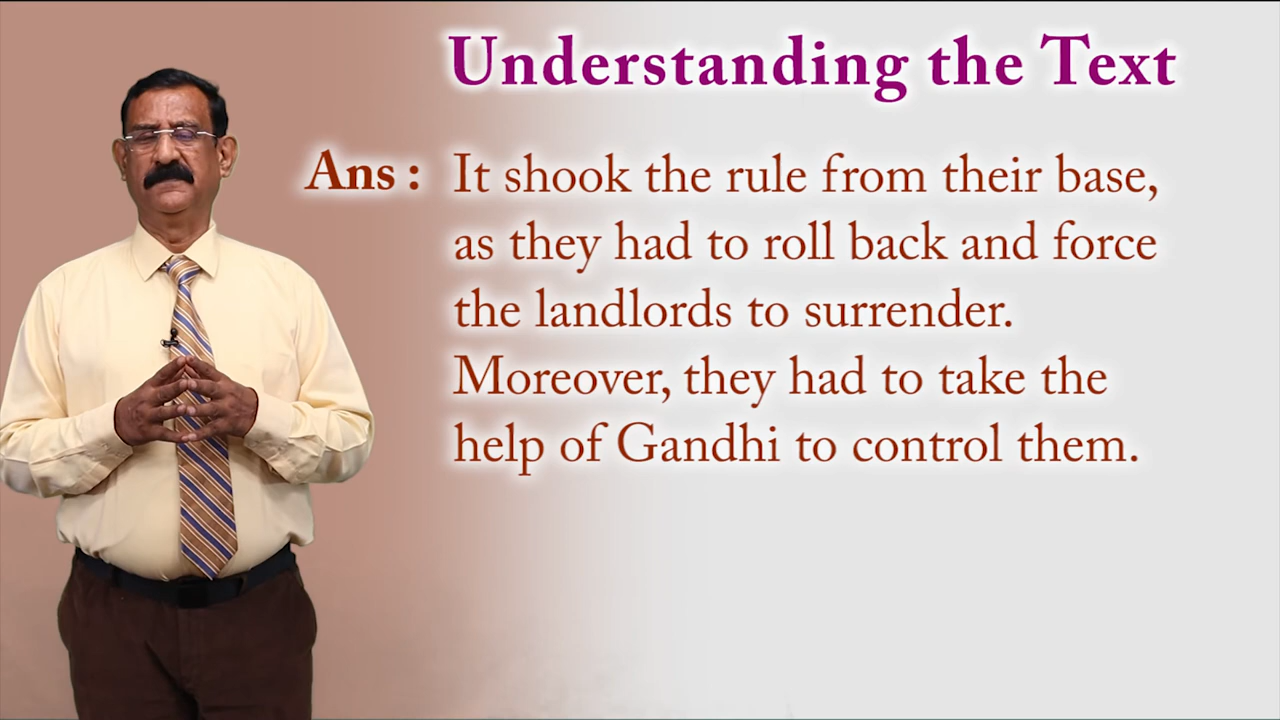 Understanding the Text
Ans : It shook the rule from their base,
as they had to roll back and force
the landlords to surrender.
Moreover, they had to take the
help of Gandhi to control them.